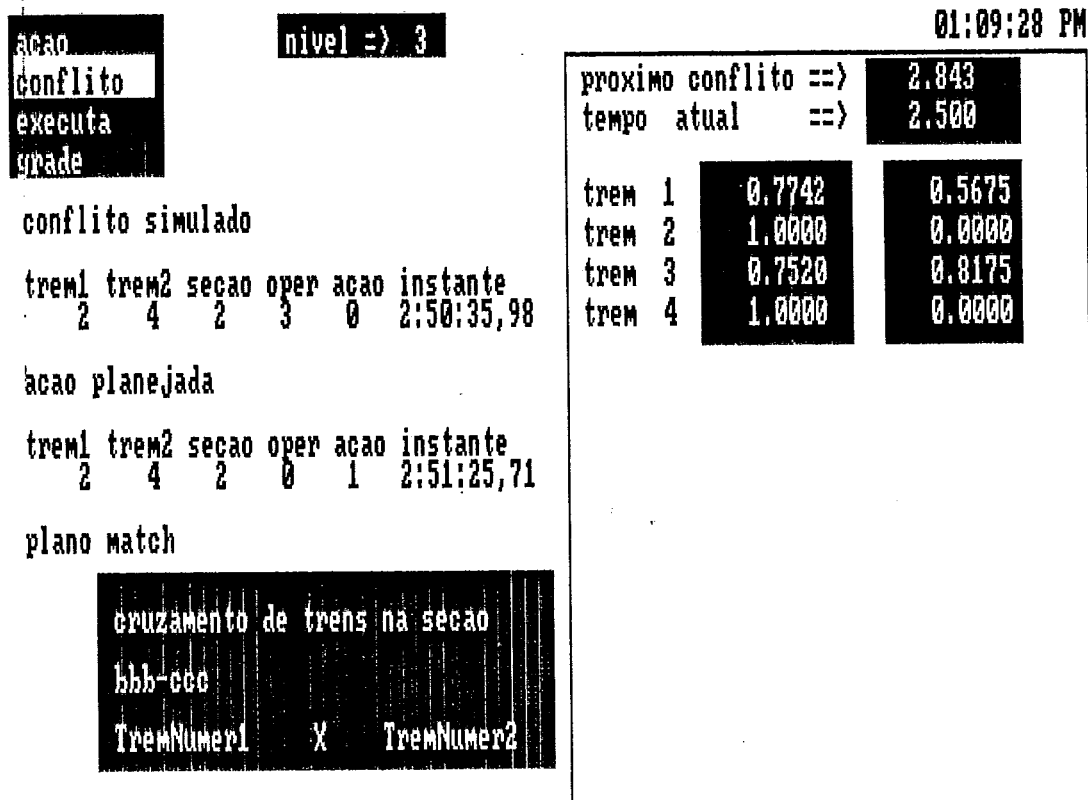 01:09:28 PM
acao
conflito
executa
grade
nivel => 3
conflito simulado
trem1 trem2 secao oper acao instante
2 4 2 3 0 2:50:35,98
acao planejada
trem1 trem2 secao oper acao instante
2 4 2 0 1 2:51:25,71
plano match
cruzamento de trens na secao
bbb-ccc
TremNumer1 X TremNumer2
proximo conflito ==> 2.843
tempo atual ==> 2.500
trem 1 0.7742 0.5675
trem 2 1.0000 0.0000
trem 3 0.7520 0.8175
trem 4 1.0000 0.0000